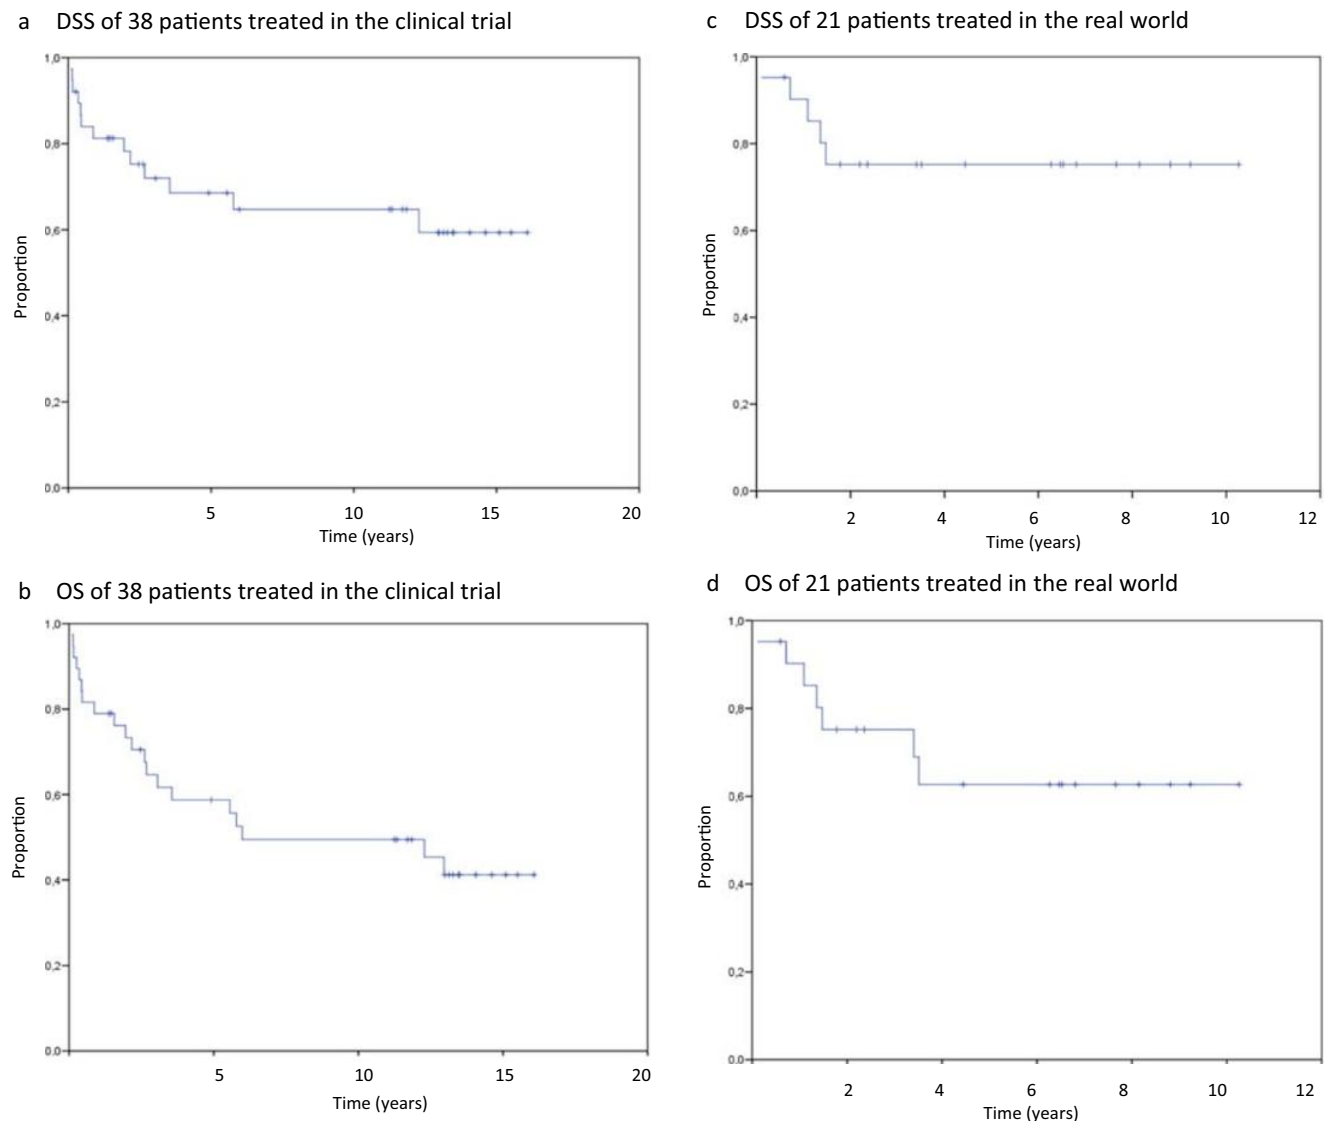 a DSS of 38 patients treated in the clinical trial
1,0
0,8
0,6
0,4
0,2
0,0
Proportion
5 10 15 20
Time (years)
b OS of 38 patients treated in the clinical trial
1,0
0,8
0,6
0,4
0,2
0,0
Proportion
5 10 15 20
Time (years)
c DSS of 21 patients treated in the real world
1,0
0,8
0,6
0,4
0,2
0,0
Proportion
2 4 6 8 10 12
Time (years)
d OS of 21 patients treated in the real world
1,0
0,8
0,6
0,4
0,2
0,0
Proportion
2 4 6 8 10 12
Time (years)